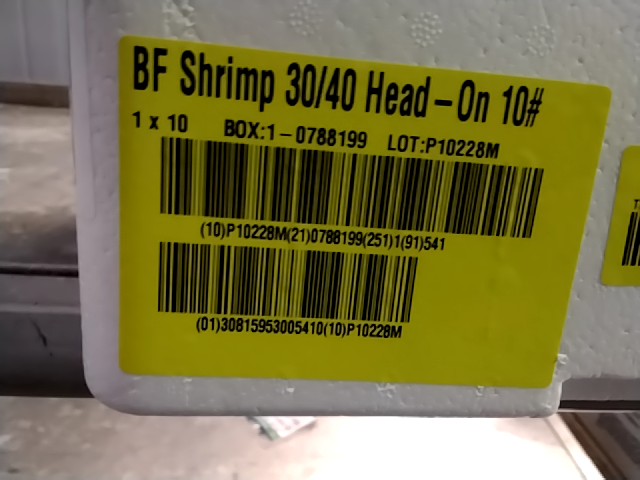 BF Shrimp 30/40 Head-On 10#
1 x 10 BOX:1-0788199 LOT:P10228M
(10)P10228M(21)0788199(251)1(91)541
(01)30815953005410(10)P10228M